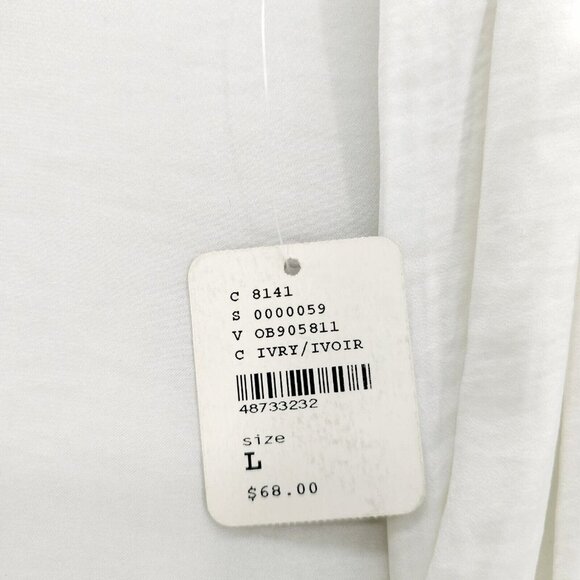 C 8141
S 0000059
V OB905811
C IVRY/IVOIR
48733232
size
L
$68.00